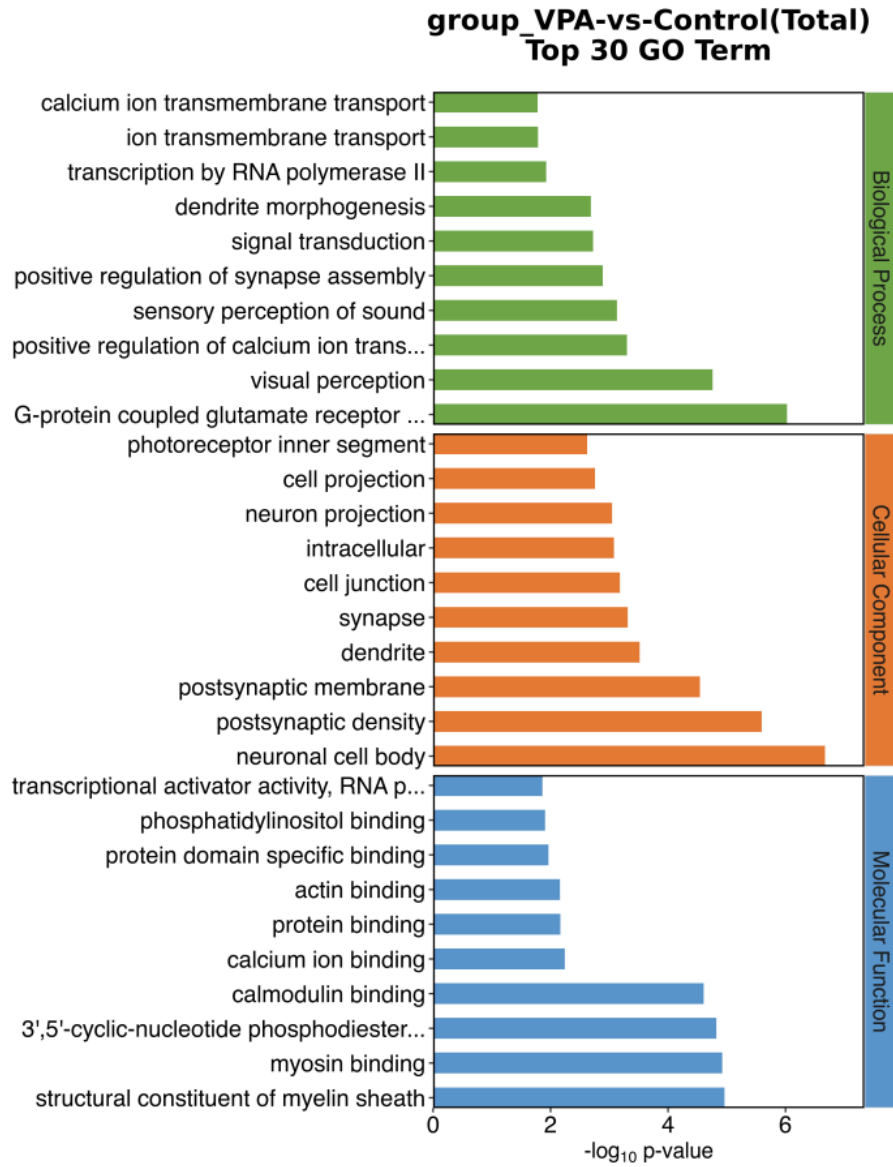 group_VPA-vs-Control(Total)
Top 30 GO Term
calcium ion transmembrane transport
ion transmembrane transport
transcription by RNA polymerase II
dendrite morphogenesis
signal transduction
positive regulation of synapse assembly
sensory perception of sound
positive regulation of calcium ion trans...
visual perception
G-protein coupled glutamate receptor ...
Biological Process
photoreceptor inner segment
cell projection
neuron projection
intracellular
cell junction
synapse
dendrite
postsynaptic membrane
postsynaptic density
neuronal cell body
Cellular Component
transcriptional activator activity, RNA p...
phosphatidylinositol binding
protein domain specific binding
actin binding
protein binding
calcium ion binding
calmodulin binding
3',5'-cyclic-nucleotide phosphodiester...
myosin binding
structural constituent of myelin sheath
Molecular Function
0 2 4 6
-log₁₀ p-value